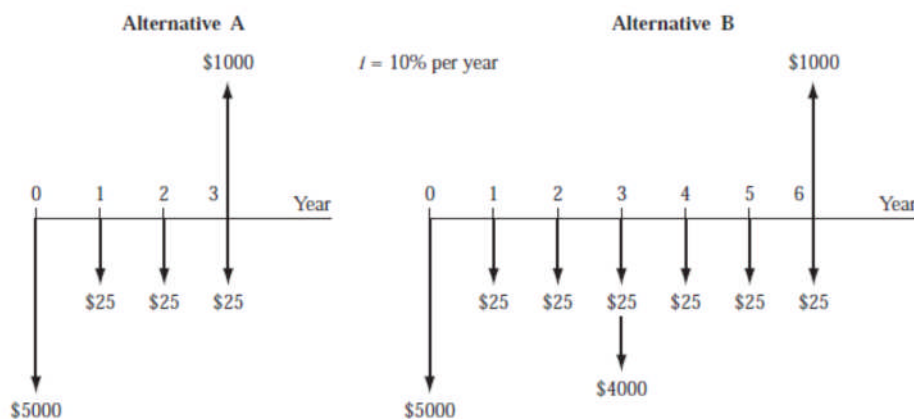 Alternative A
Alternative B
$1000
i = 10% per year
$1000
0 1 2 3 Year
0 1 2 3 4 5 6 Year
$25 $25 $25
$25 $25 $25 $25 $25 $25
$4000
$5000
$5000